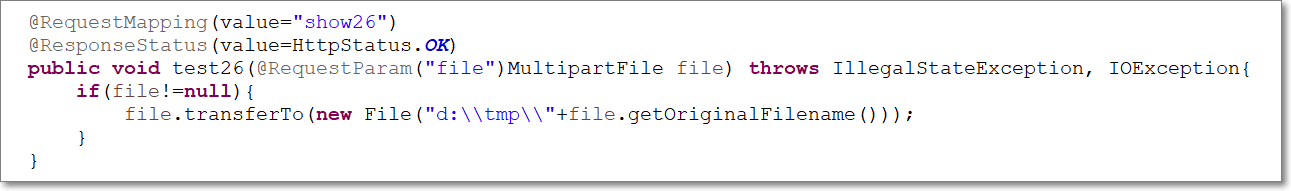 @RequestMapping(value="show26")
@ResponseStatus(value=HttpStatus.OK)
public void test26(@RequestParam("file")MultipartFile file) throws IllegalStateException, IOException{
    if(file!=null){
        file.transferTo(new File("d:\\tmp\\"+file.getOriginalFilename()));
    }
}